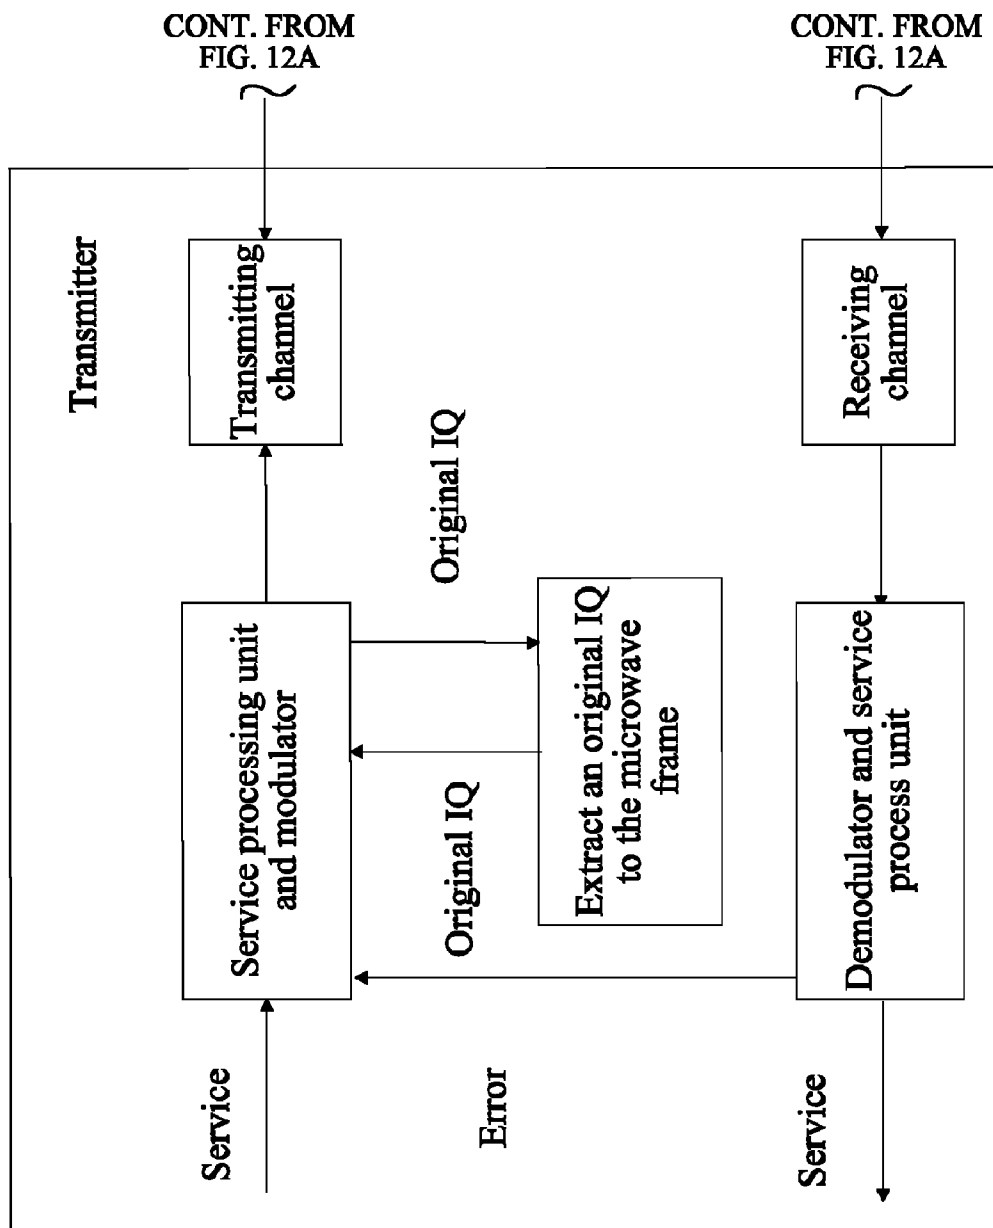 CONT. FROM
FIG. 12A
CONT. FROM
FIG. 12A
Transmitter
Service
Service processing unit
and modulator
Transmitting
channel
Original IQ
Original IQ
Extract an original IQ
to the microwave
frame
Error
Service
Demodulator and service
process unit
Receiving
channel